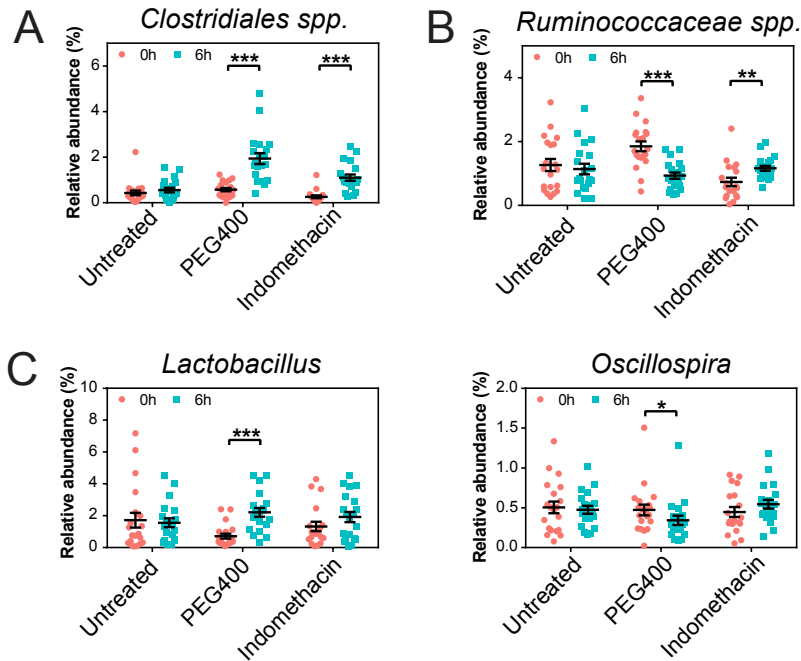 A
Clostridiales spp.
Relative abundance (%)
0h 6h
***
***
6
4
2
0
Untreated
PEG400
Indomethacin
B
Ruminococcaceae spp.
Relative abundance (%)
0h 6h
***
**
4
2
0
Untreated
PEG400
Indomethacin
C
Lactobacillus
Relative abundance (%)
0h 6h
***
10
8
6
4
2
0
Untreated
PEG400
Indomethacin
Oscillospira
Relative abundance (%)
0h 6h
*
2.0
1.5
1.0
0.5
0.0
Untreated
PEG400
Indomethacin